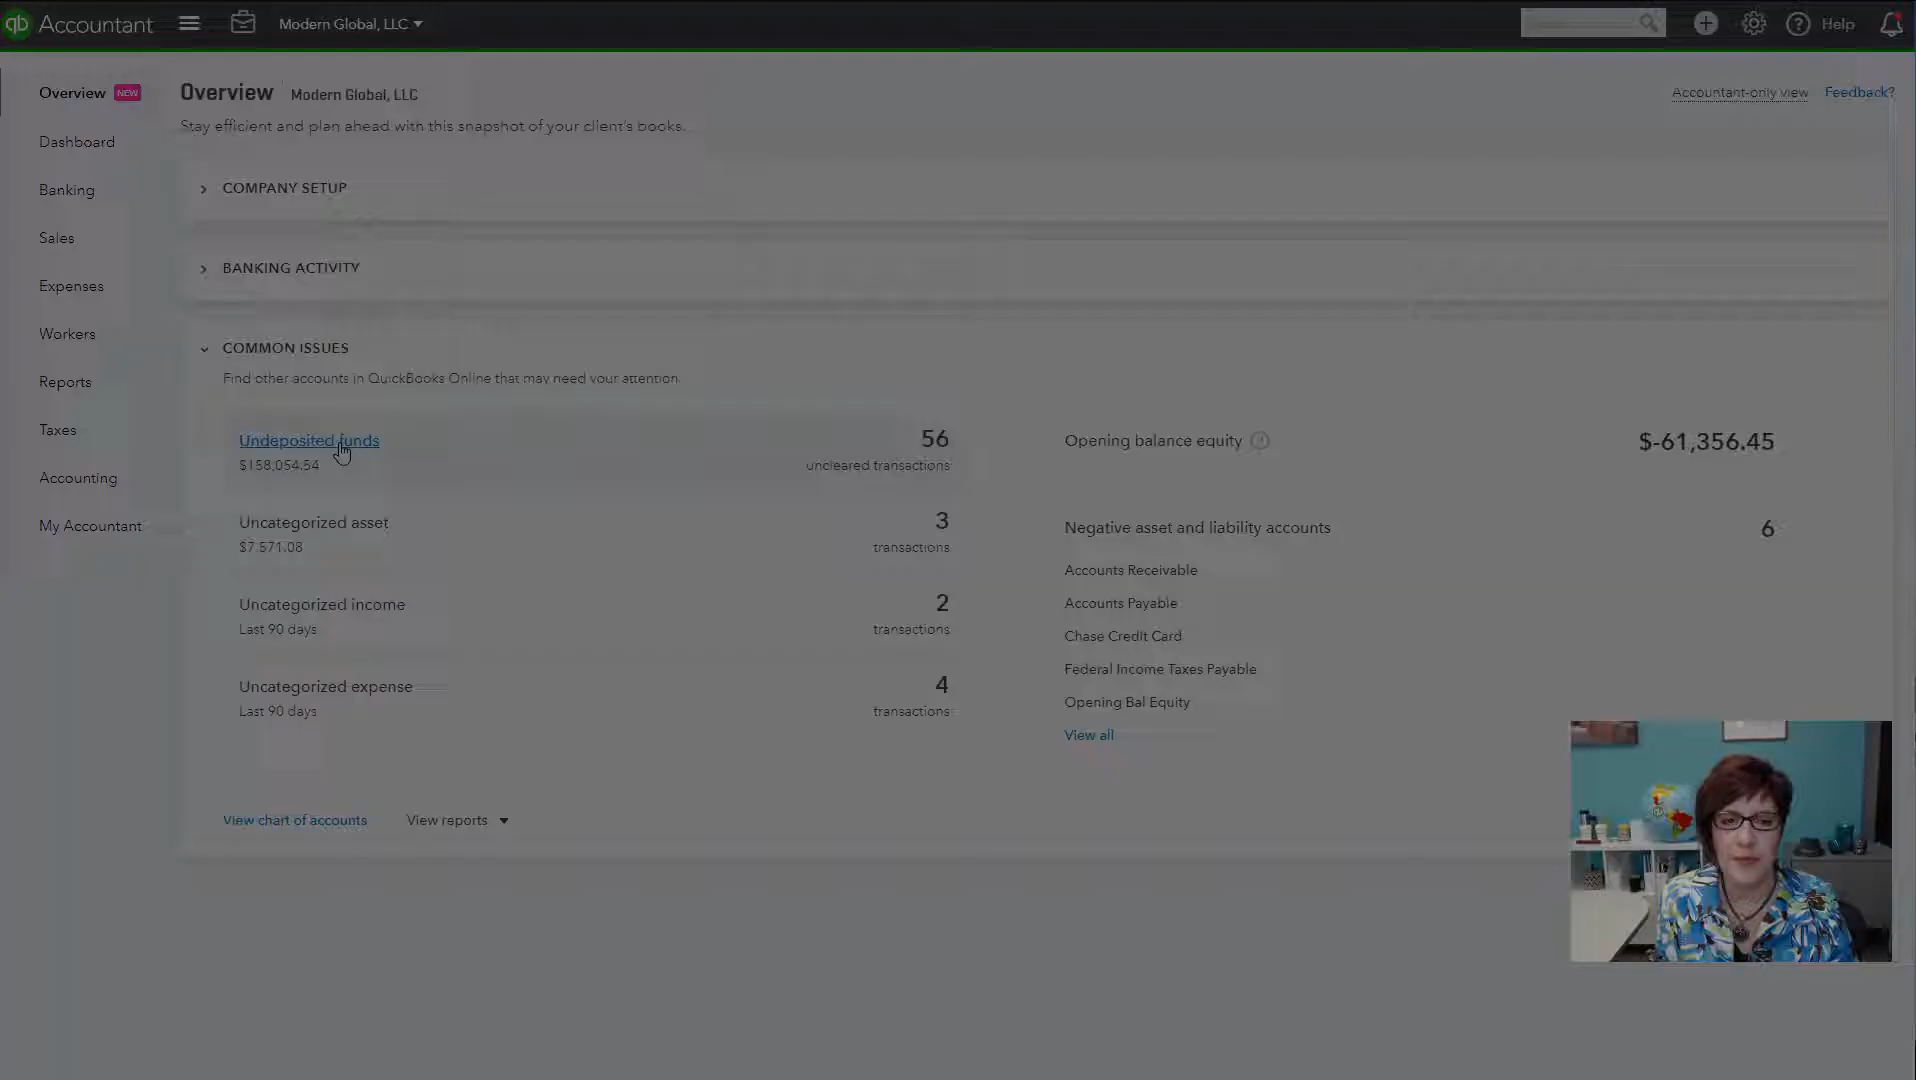 qb Accountant
Modern Global, LLC
Help
Overview NEW
Dashboard
Banking
Sales
Expenses
Workers
Reports
Taxes
Accounting
My Accountant
Overview Modern Global, LLC
Accountant-only view Feedback?
Stay efficient and plan ahead with this snapshot of your client's books.
COMPANY SETUP
BANKING ACTIVITY
COMMON ISSUES
Find other accounts in QuickBooks Online that may need your attention.
Undeposited funds 56
$158,054.54 uncleared transactions
Uncategorized asset 3
$7,571.08 transactions
Uncategorized income 2
Last 90 days transactions
Uncategorized expense 4
Last 90 days transactions
Opening balance equity $-61,356.45
Negative asset and liability accounts 6
Accounts Receivable
Accounts Payable
Chase Credit Card
Federal Income Taxes Payable
Opening Bal Equity
View all
View chart of accounts View reports